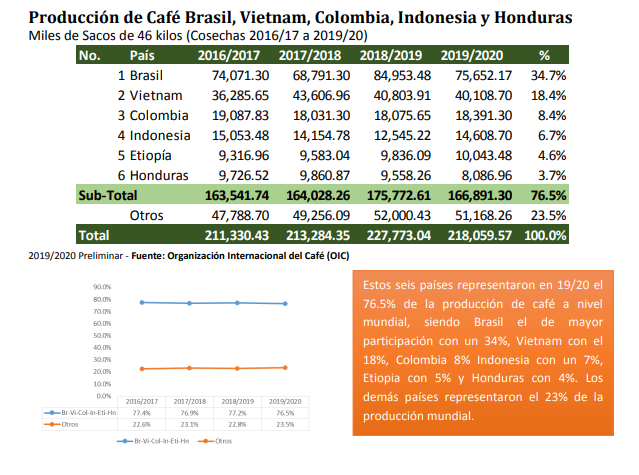 Producción de Café Brasil, Vietnam, Colombia, Indonesia y Honduras
Miles de Sacos de 46 kilos (Cosechas 2016/17 a 2019/20)
No. País 2016/2017 2017/2018 2018/2019 2019/2020 %
1 Brasil 74,071.30 68,791.30 84,953.48 75,652.17 34.7%
2 Vietnam 36,285.65 43,606.96 40,803.91 40,108.70 18.4%
3 Colombia 19,087.83 18,031.30 18,075.65 18,391.30 8.4%
4 Indonesia 15,053.48 14,154.78 12,545.22 14,608.70 6.7%
5 Etiopía 9,316.96 9,583.04 9,836.09 10,043.48 4.6%
6 Honduras 9,726.52 9,860.87 9,558.26 8,086.96 3.7%
Sub-Total 163,541.74 164,028.26 175,772.61 166,891.30 76.5%
Otros 47,788.70 49,256.09 52,000.43 51,168.26 23.5%
Total 211,330.43 213,284.35 227,773.04 218,059.57 100.0%
2019/2020 Preliminar - Fuente: Organización Internacional del Café (OIC)
90.0%
80.0%
70.0%
60.0%
50.0%
40.0%
30.0%
20.0%
10.0%
0.0%
2016/2017 2017/2018 2018/2019 2019/2020
Br-Vi-Col-In-Eti-Hn 77.4% 76.9% 77.2% 76.5%
Otros 22.6% 23.1% 22.8% 23.5%
Br-Vi-Col-In-Eti-Hn Otros
Estos seis países representaron en 19/20 el
76.5% de la producción de café a nivel
mundial, siendo Brasil el de mayor
participación con un 34%, Vietnam con el
18%, Colombia 8% Indonesia con un 7%,
Etiopia con 5% y Honduras con 4%. Los
demás países representaron el 23% de la
producción mundial.